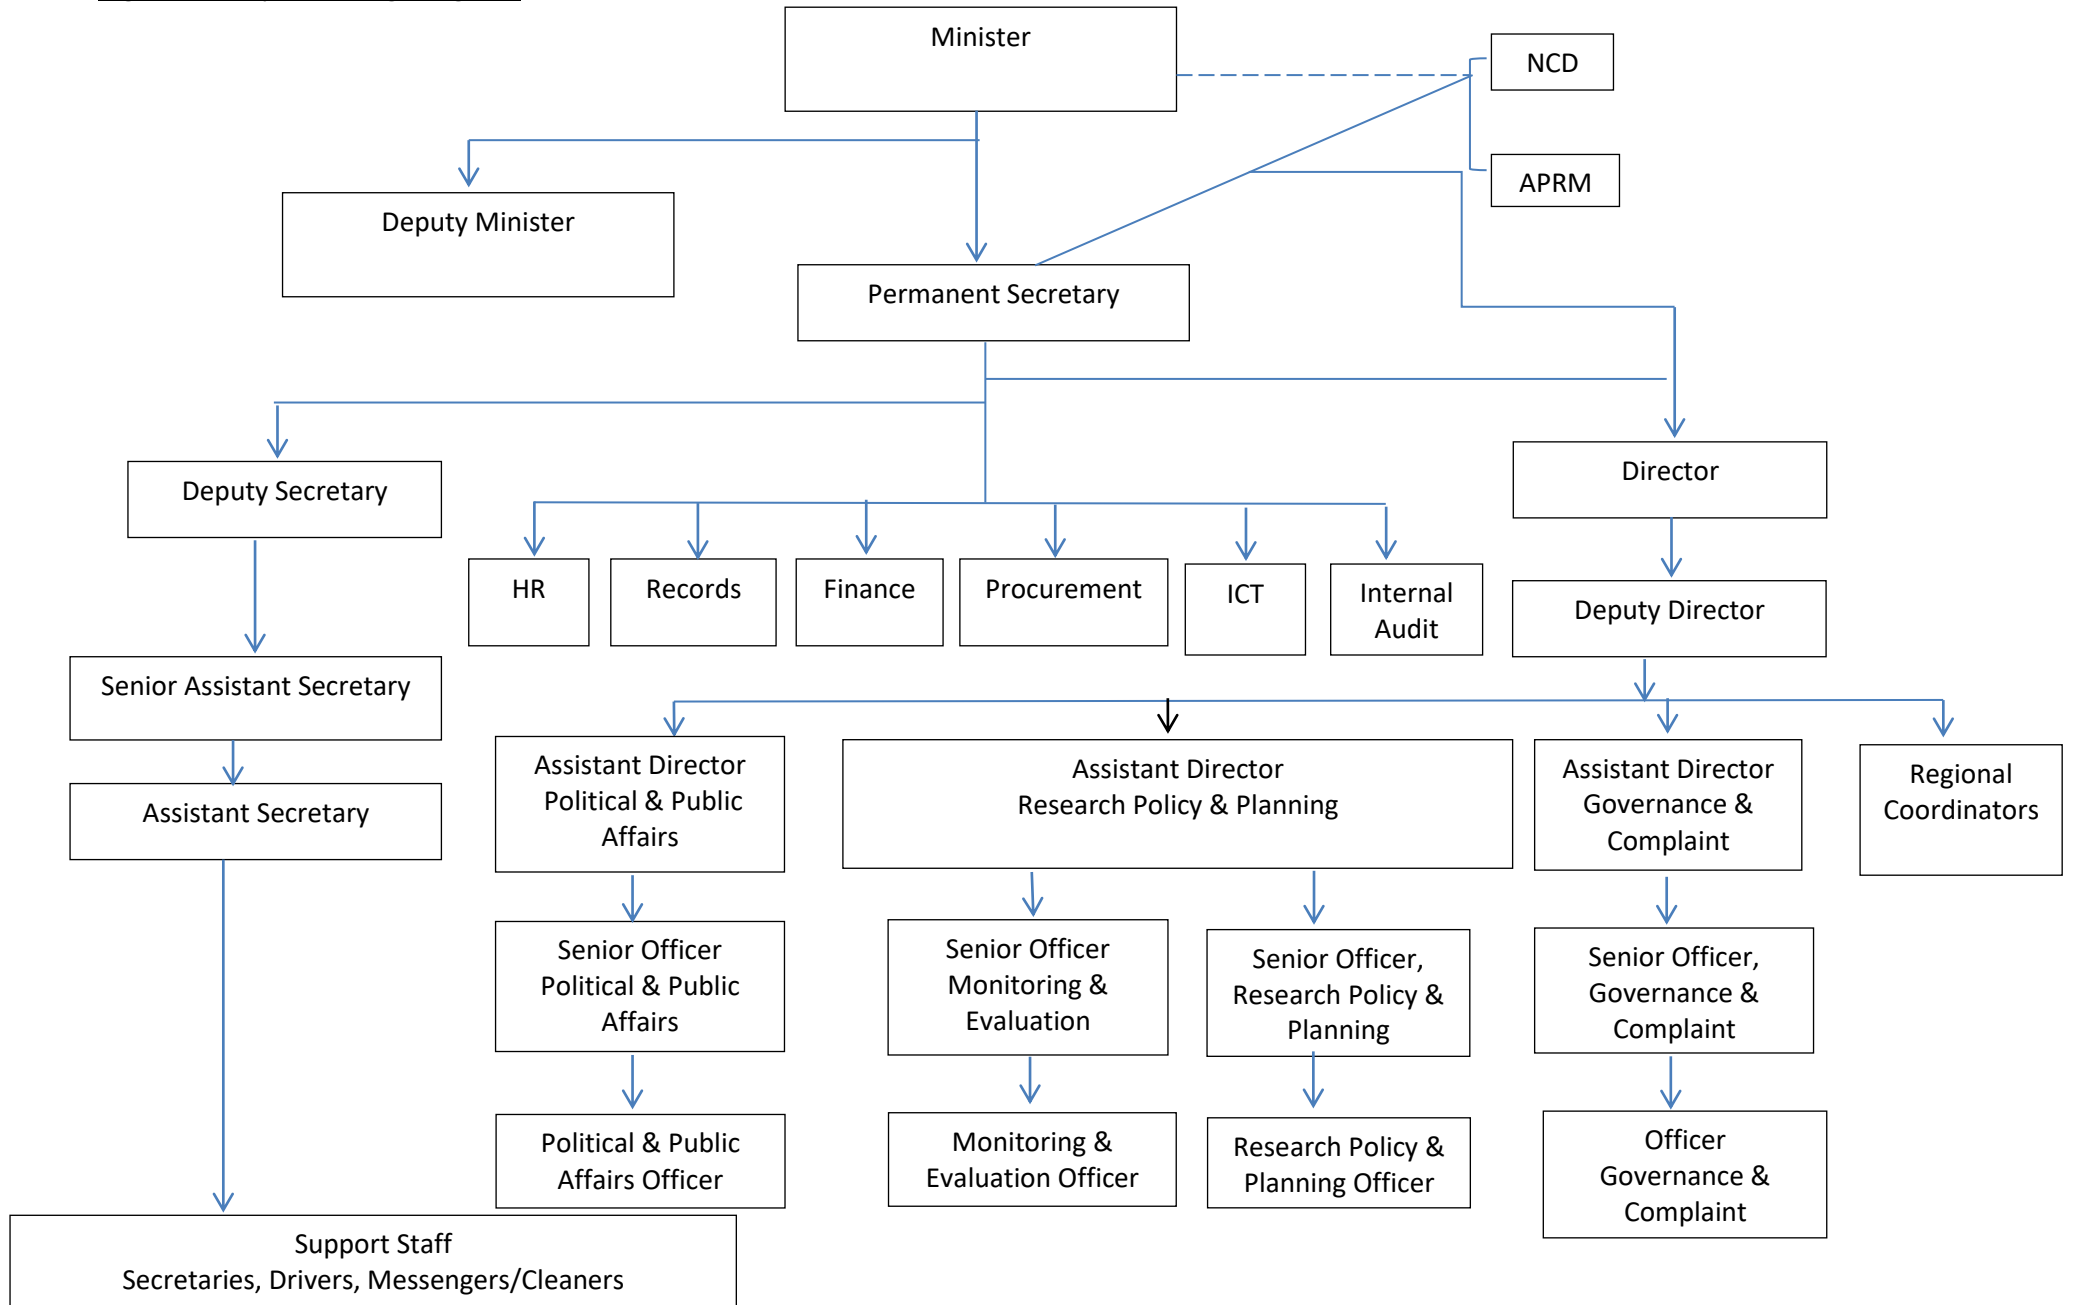 Minister
NCD
APRM
Deputy Minister
Permanent Secretary
Deputy Secretary
Director
HR
Records
Finance
Procurement
ICT
Internal
Audit
Deputy Director
Senior Assistant Secretary
Assistant Secretary
Assistant Director
Political & Public
Affairs
Assistant Director
Research Policy & Planning
Assistant Director
Governance &
Complaint
Regional
Coordinators
Senior Officer
Political & Public
Affairs
Senior Officer
Monitoring &
Evaluation
Senior Officer,
Research Policy &
Planning
Senior Officer,
Governance &
Complaint
Political & Public
Affairs Officer
Monitoring &
Evaluation Officer
Research Policy &
Planning Officer
Officer
Governance &
Complaint
Support Staff
Secretaries, Drivers, Messengers/Cleaners